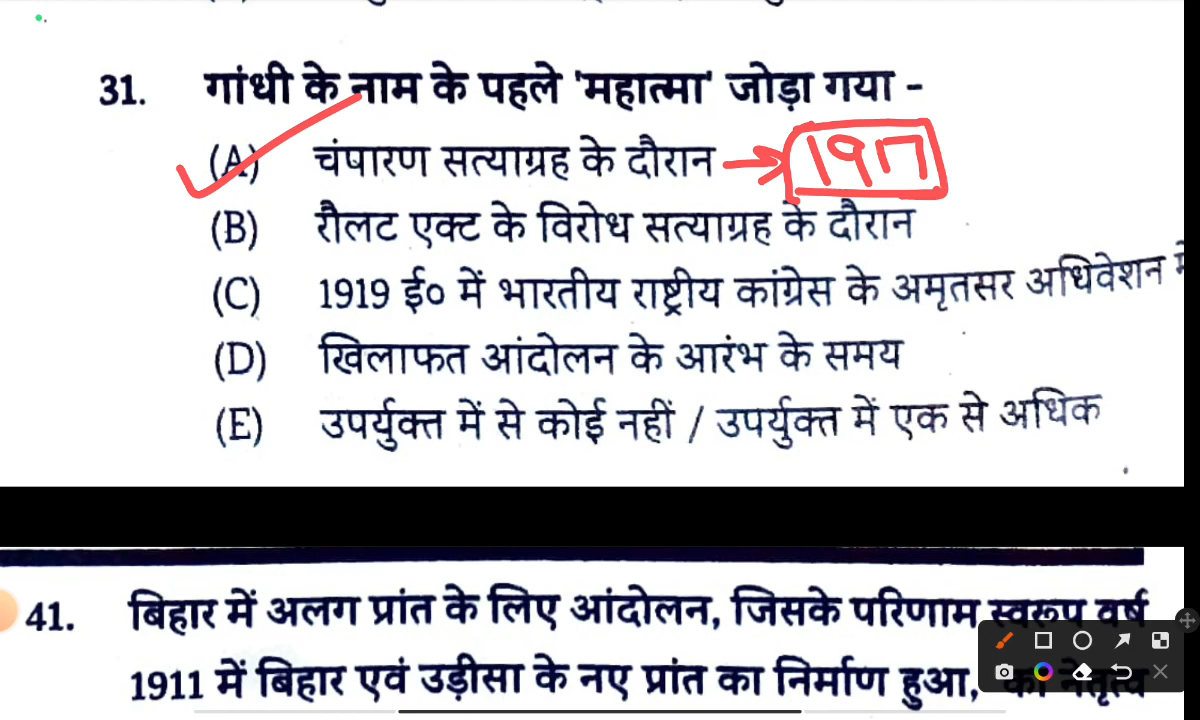 31. गांधी के नाम के पहले 'महात्मा' जोड़ा गया -
(A) चंपारण सत्याग्रह के दौरान → 1917
(B) रौलट एक्ट के विरोध सत्याग्रह के दौरान
(C) 1919 ई० में भारतीय राष्ट्रीय कांग्रेस के अमृतसर अधिवेशन में
(D) खिलाफत आंदोलन के आरंभ के समय
(E) उपर्युक्त में से कोई नहीं / उपर्युक्त में एक से अधिक
41. बिहार में अलग प्रांत के लिए आंदोलन, जिसके परिणाम स्वरूप वर्ष
1911 में बिहार एवं उड़ीसा के नए प्रांत का निर्माण हुआ, का नेतृत्व